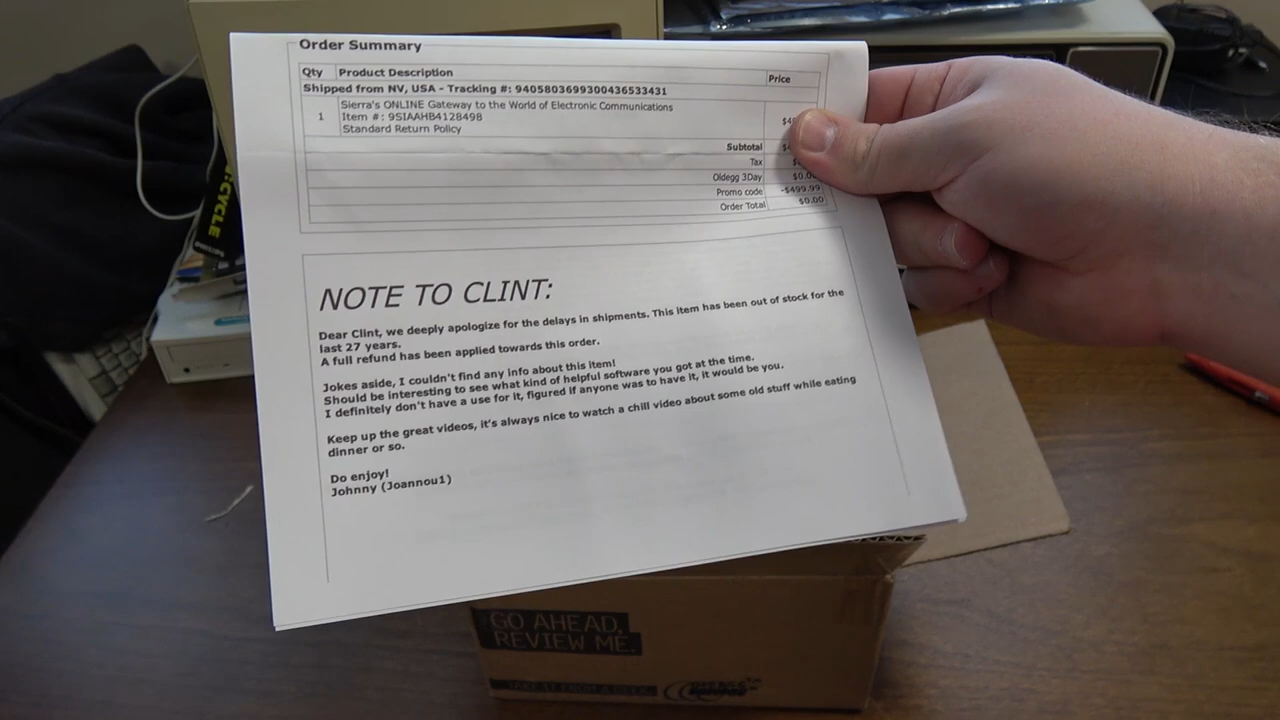 Order Summary
Qty Product Description Price
Shipped from NV, USA - Tracking #: 9405803699300436533431
1 Sierra's ONLINE Gateway to the World of Electronic Communications
Item #: 9SIAAHB4128498
Standard Return Policy
Subtotal
Tax
Oldegg 3Day $0.00
Promo code -$499.99
Order Total $0.00
NOTE TO CLINT:
Dear Clint, we deeply apologize for the delays in shipments. This item has been out of stock for the
last 27 years.
A full refund has been applied towards this order.
Jokes aside, I couldn't find any info about this item!
Should be interesting to see what kind of helpful software you got at the time.
I definitely don't have a use for it, figured if anyone was to have it, it would be you.
Keep up the great videos, it's always nice to watch a chill video about some old stuff while eating
dinner or so.
Do enjoy!
Johnny (Joannou1)
GO AHEAD,
REVIEW ME.